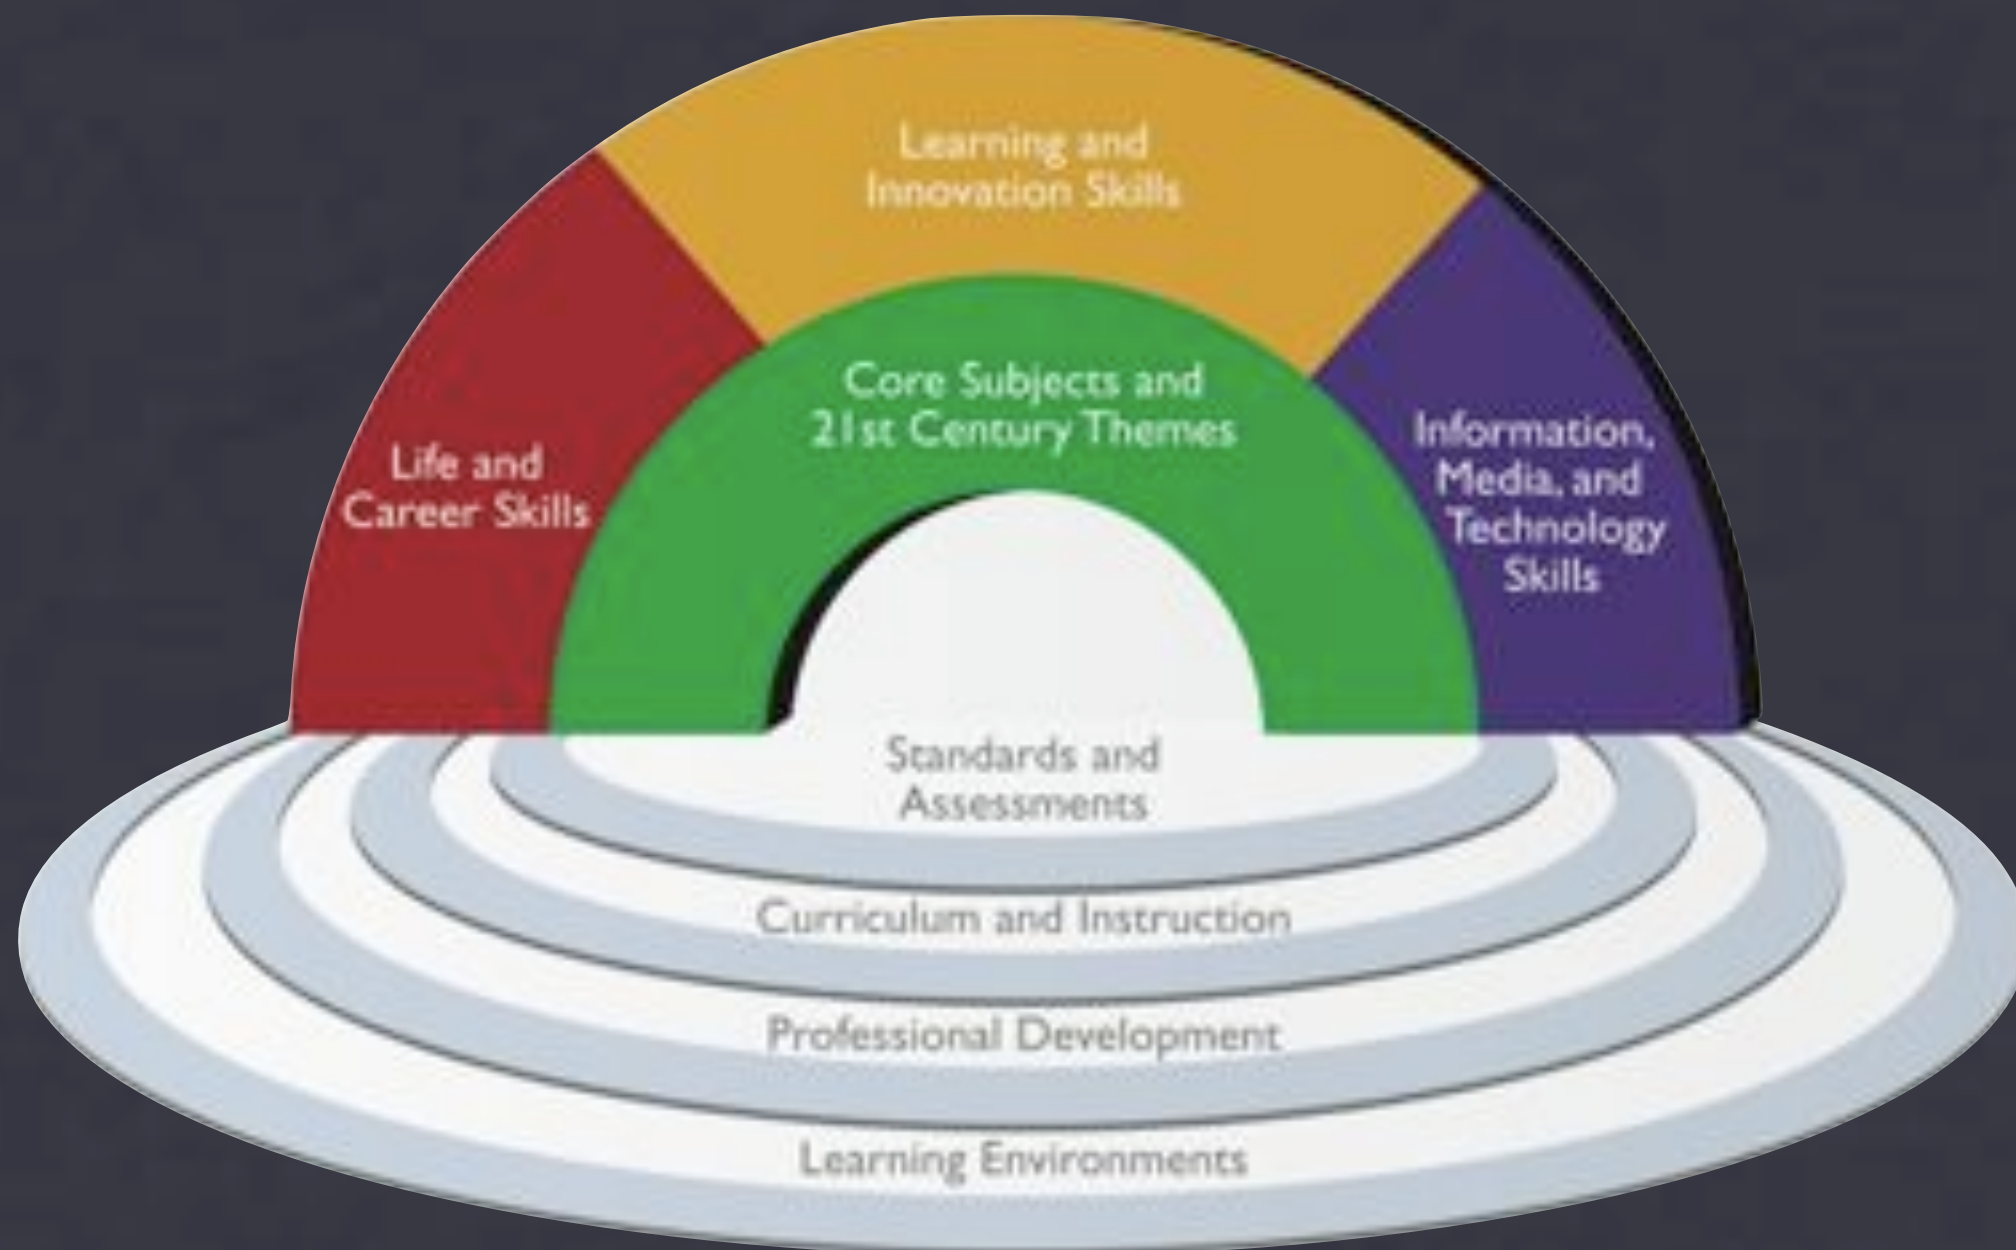 Learning and
Innovation Skills
Core Subjects and
21st Century Themes
Life and
Career Skills
Information,
Media, and
Technology
Skills
Standards and
Assessments
Curriculum and Instruction
Professional Development
Learning Environments